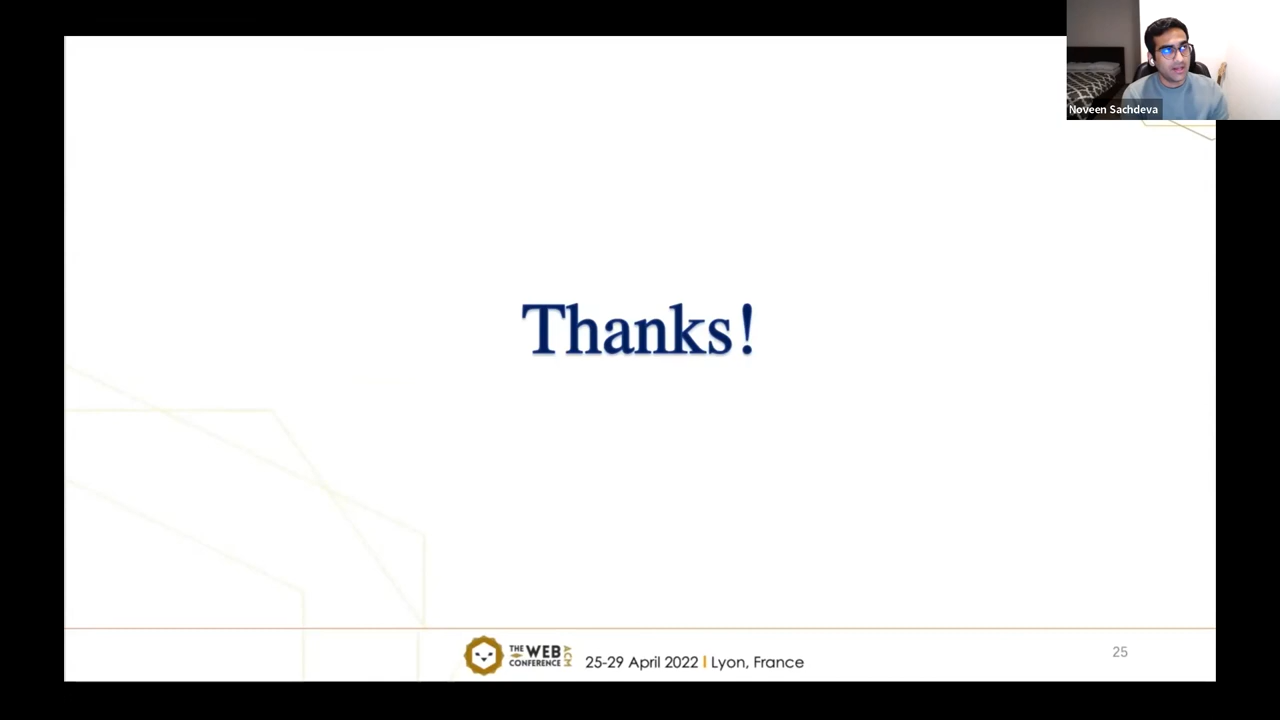 Noveen Sachdeva
Thanks!
THE WEB
CONFERENCE
ACM
25-29 April 2022 | Lyon, France
25